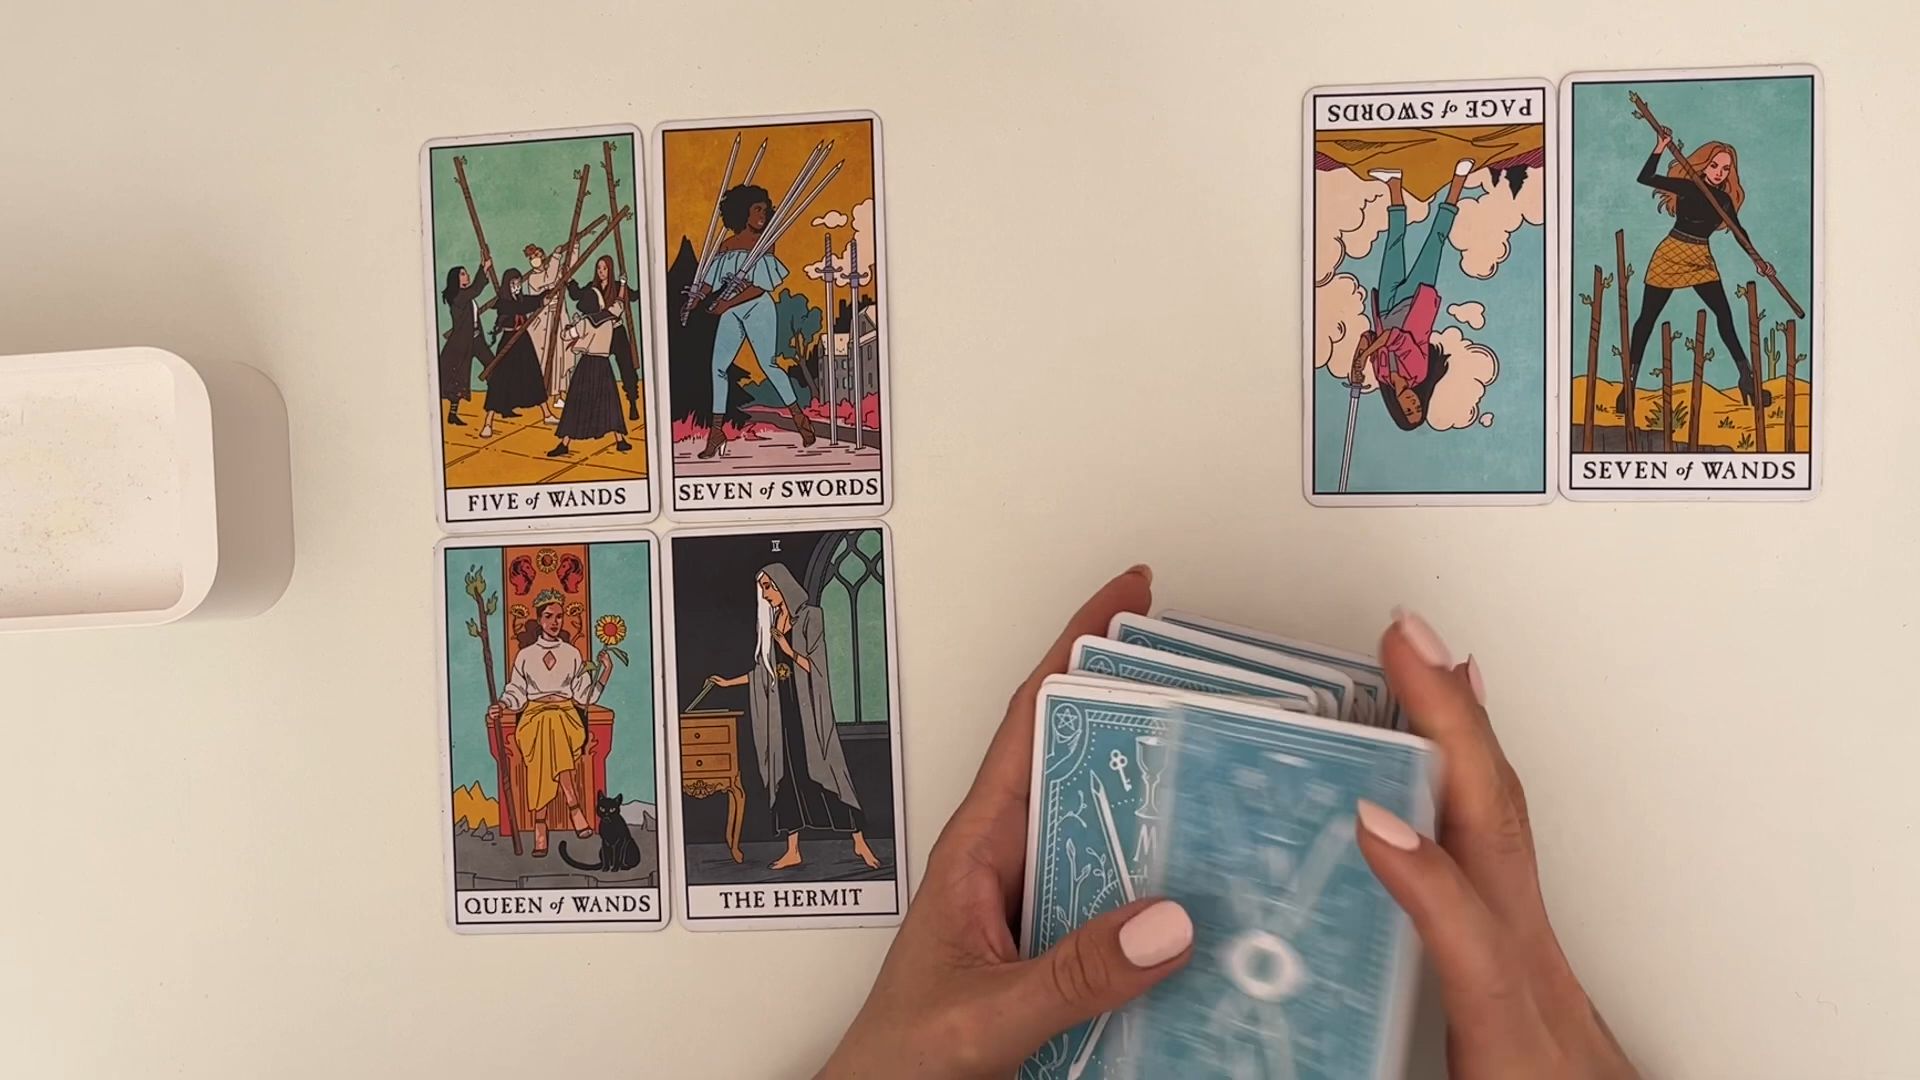 FIVE of WANDS
SEVEN of SWORDS
PAGE of SWORDS
SEVEN of WANDS
QUEEN of WANDS
THE HERMIT